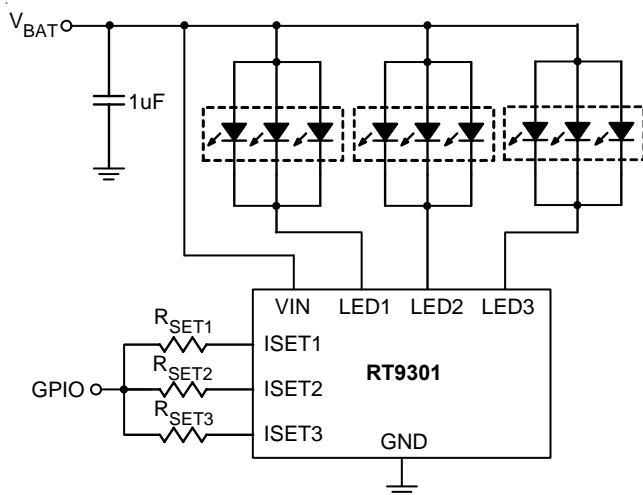 VBAT
1uF
VIN LED1 LED2 LED3
RSET1
ISET1
RSET2
GPIO
ISET2
RT9301
RSET3
ISET3
GND